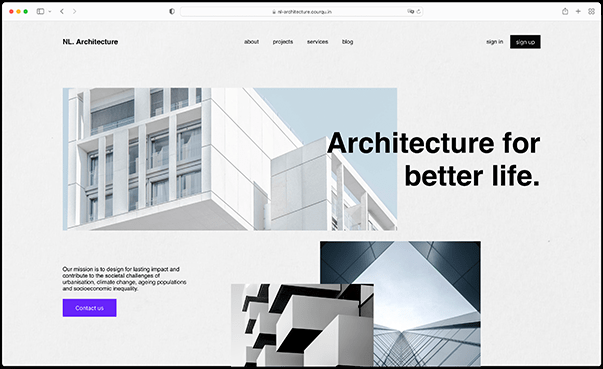 nl-architecture.oourqu.in
NL. Architecture
about
projects
services
blog
sign in
sign up
Architecture for
better life.
Our mission is to design for lasting impact and
contribute to the societal challenges of
urbanisation, climate change, ageing populations
and socioeconomic inequality.
Contact us